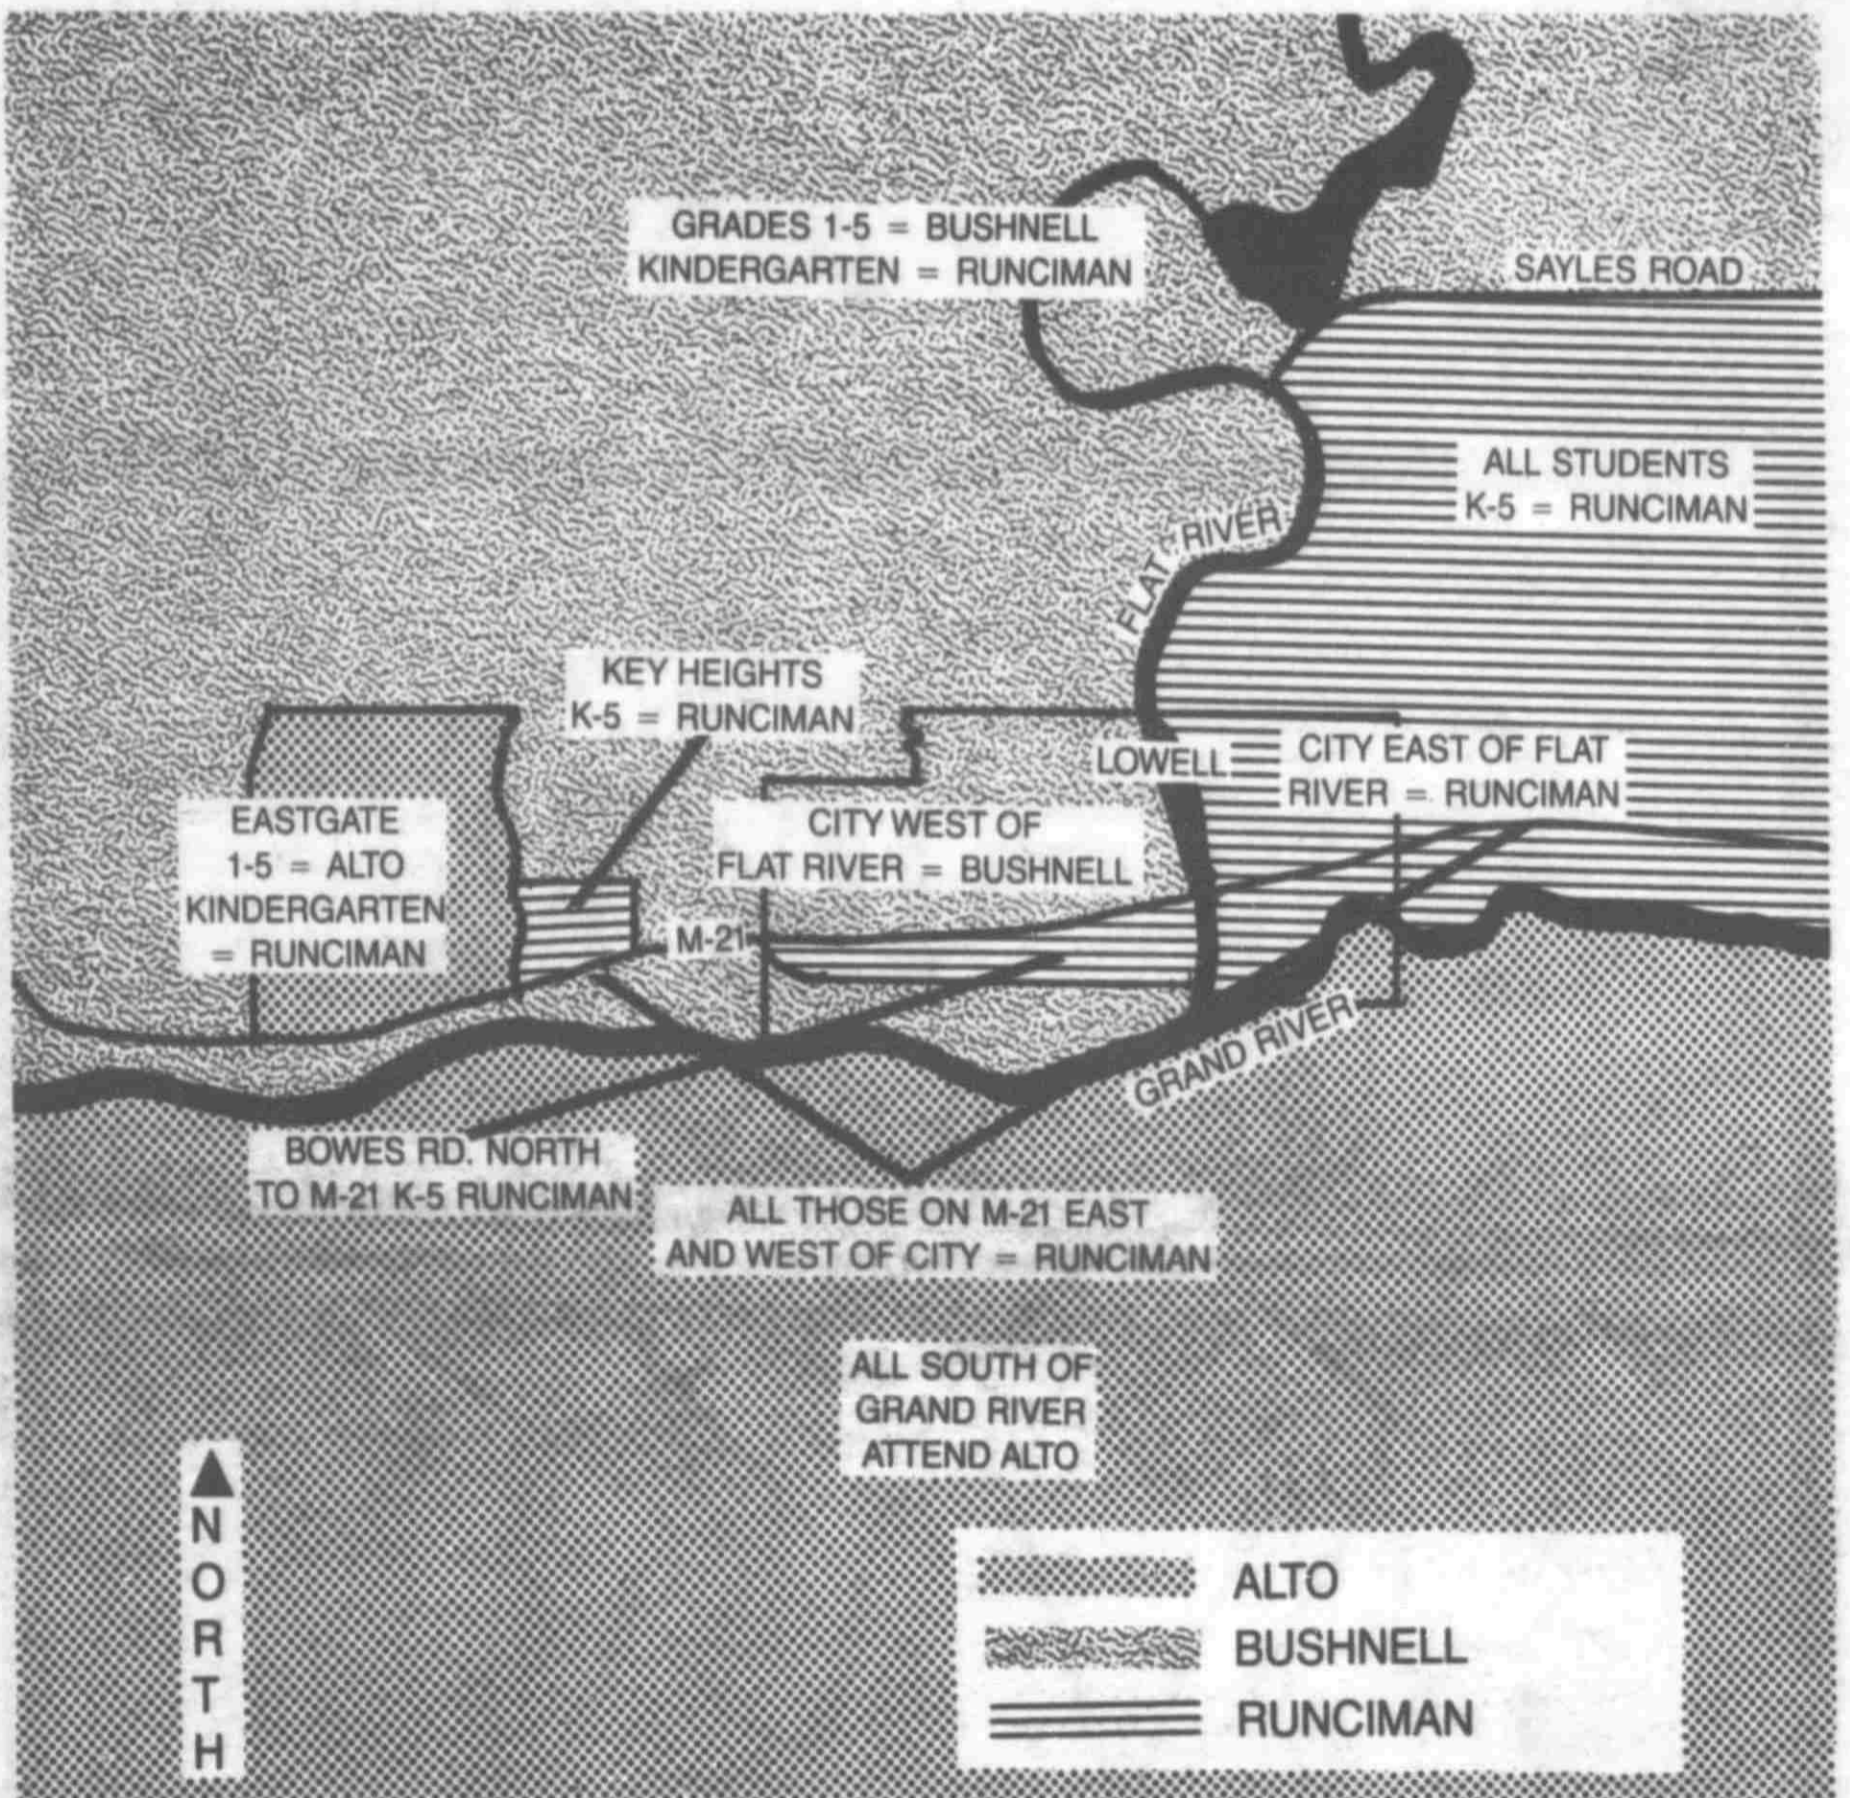 GRADES 1-5 = BUSHNELL
KINDERGARTEN = RUNCIMAN
SAYLES ROAD
ALL STUDENTS
K-5 = RUNCIMAN
FLAT RIVER
KEY HEIGHTS
K-5 = RUNCIMAN
LOWELL
CITY EAST OF FLAT
RIVER = RUNCIMAN
EASTGATE
1-5 = ALTO
KINDERGARTEN
= RUNCIMAN
CITY WEST OF
FLAT RIVER = BUSHNELL
M-21
GRAND RIVER
BOWES RD. NORTH
TO M-21 K-5 RUNCIMAN
ALL THOSE ON M-21 EAST
AND WEST OF CITY = RUNCIMAN
ALL SOUTH OF
GRAND RIVER
ATTEND ALTO
NORTH
ALTO
BUSHNELL
RUNCIMAN